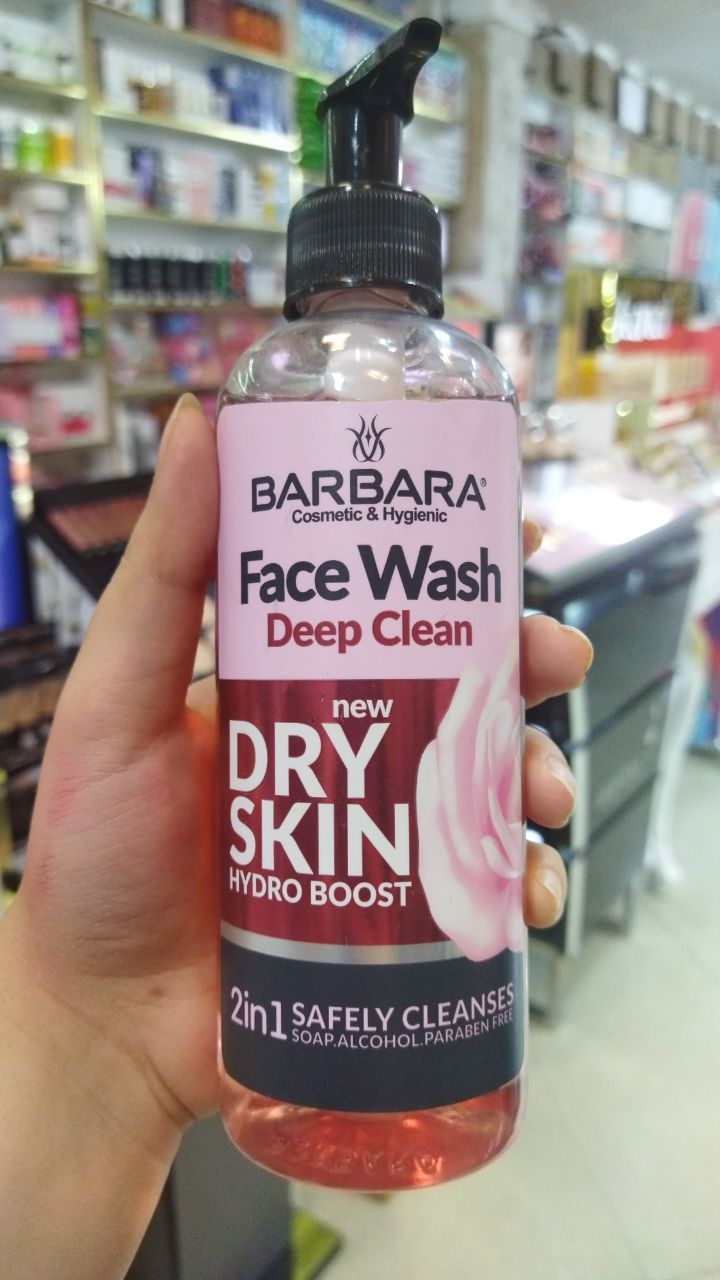 BARBARA®
Cosmetic & Hygienic
Face Wash
Deep Clean
new
DRY
SKIN
HYDRO BOOST
2in1 SAFELY CLEANSES
SOAP.ALCOHOL.PARABEN FREE